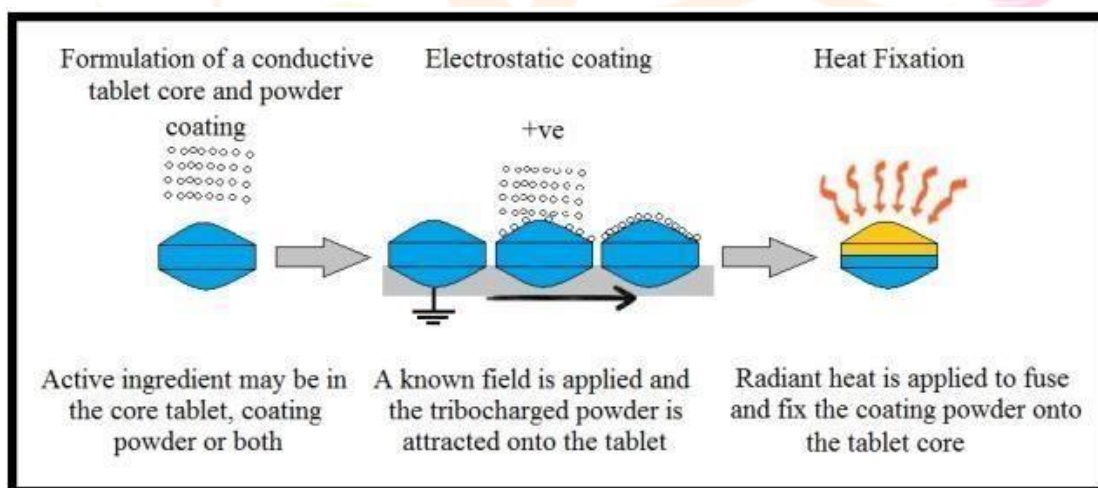 Formulation of a conductive
tablet core and powder
coating
Electrostatic coating
+ve
Heat Fixation
Active ingredient may be in
the core tablet, coating
powder or both
A known field is applied and
the tribocharged powder is
attracted onto the tablet
Radiant heat is applied to fuse
and fix the coating powder onto
the tablet core